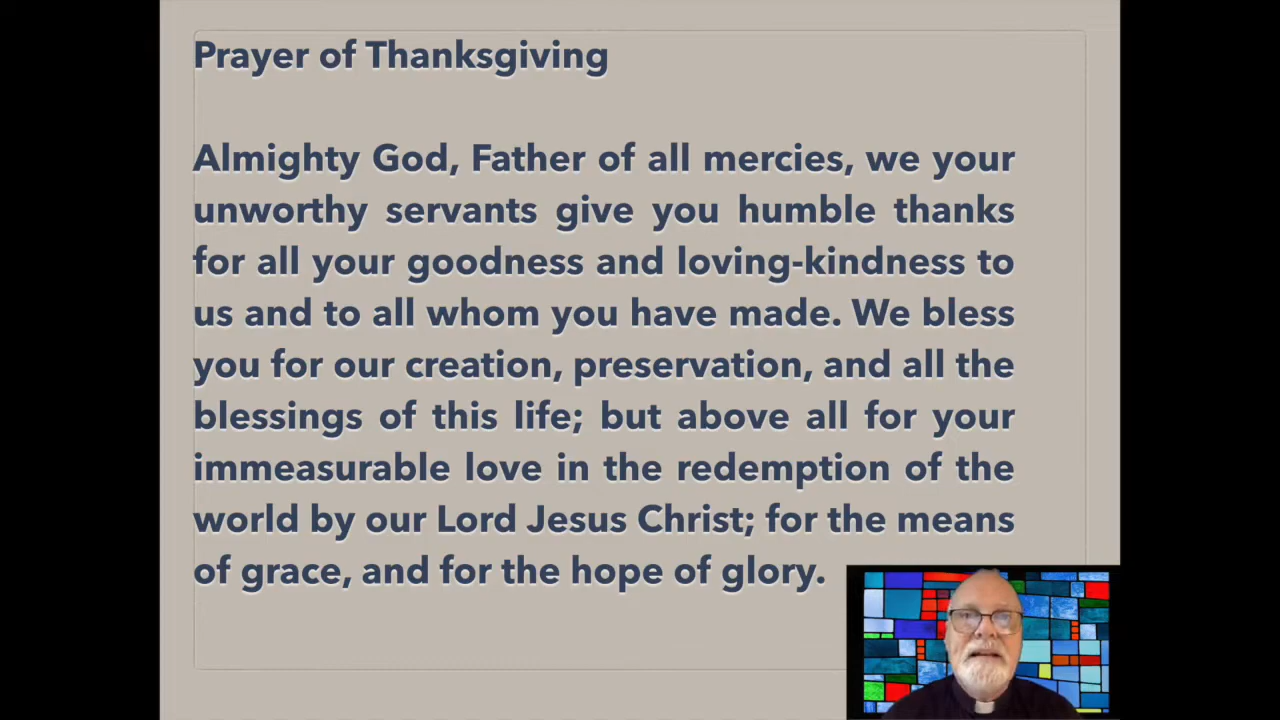 Prayer of Thanksgiving
Almighty God, Father of all mercies, we your
unworthy servants give you humble thanks
for all your goodness and loving-kindness to
us and to all whom you have made. We bless
you for our creation, preservation, and all the
blessings of this life; but above all for your
immeasurable love in the redemption of the
world by our Lord Jesus Christ; for the means
of grace, and for the hope of glory.